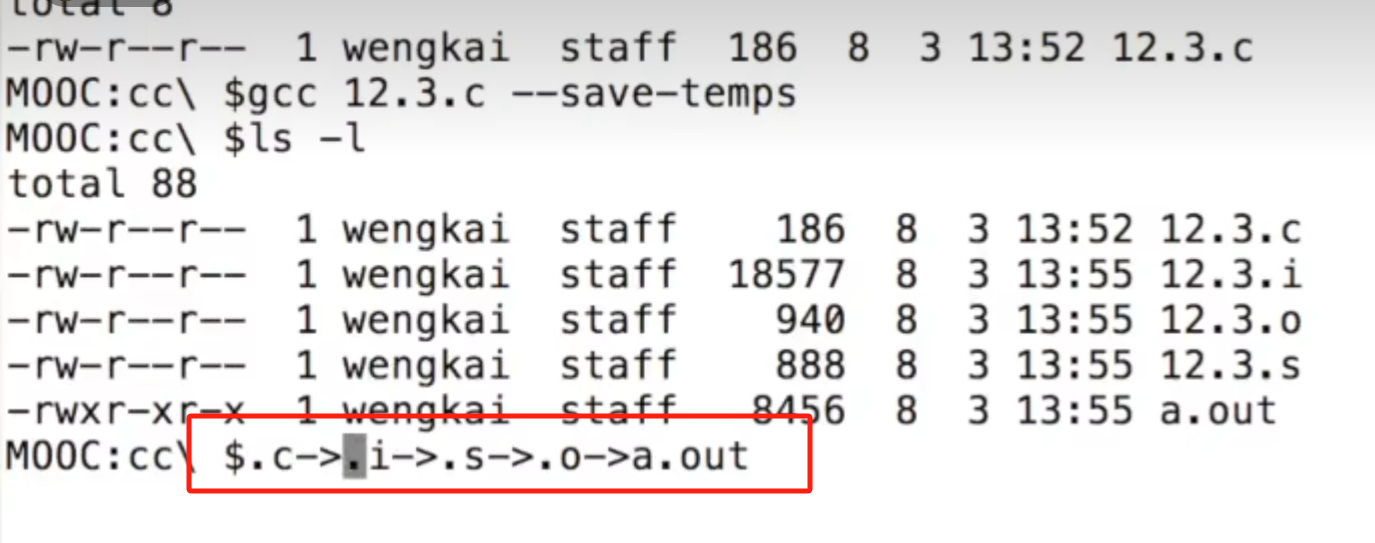 total 8
-rw-r--r--  1 wengkai  staff  186  8  3 13:52 12.3.c
MOOC:cc\ $gcc 12.3.c --save-temps
MOOC:cc\ $ls -l
total 88
-rw-r--r--  1 wengkai  staff    186  8  3 13:52 12.3.c
-rw-r--r--  1 wengkai  staff  18577  8  3 13:55 12.3.i
-rw-r--r--  1 wengkai  staff    940  8  3 13:55 12.3.o
-rw-r--r--  1 wengkai  staff    888  8  3 13:55 12.3.s
-rwxr-xr-x  1 wengkai  staff   8456  8  3 13:55 a.out
MOOC:cc\ $.c->.i->.s->.o->a.out